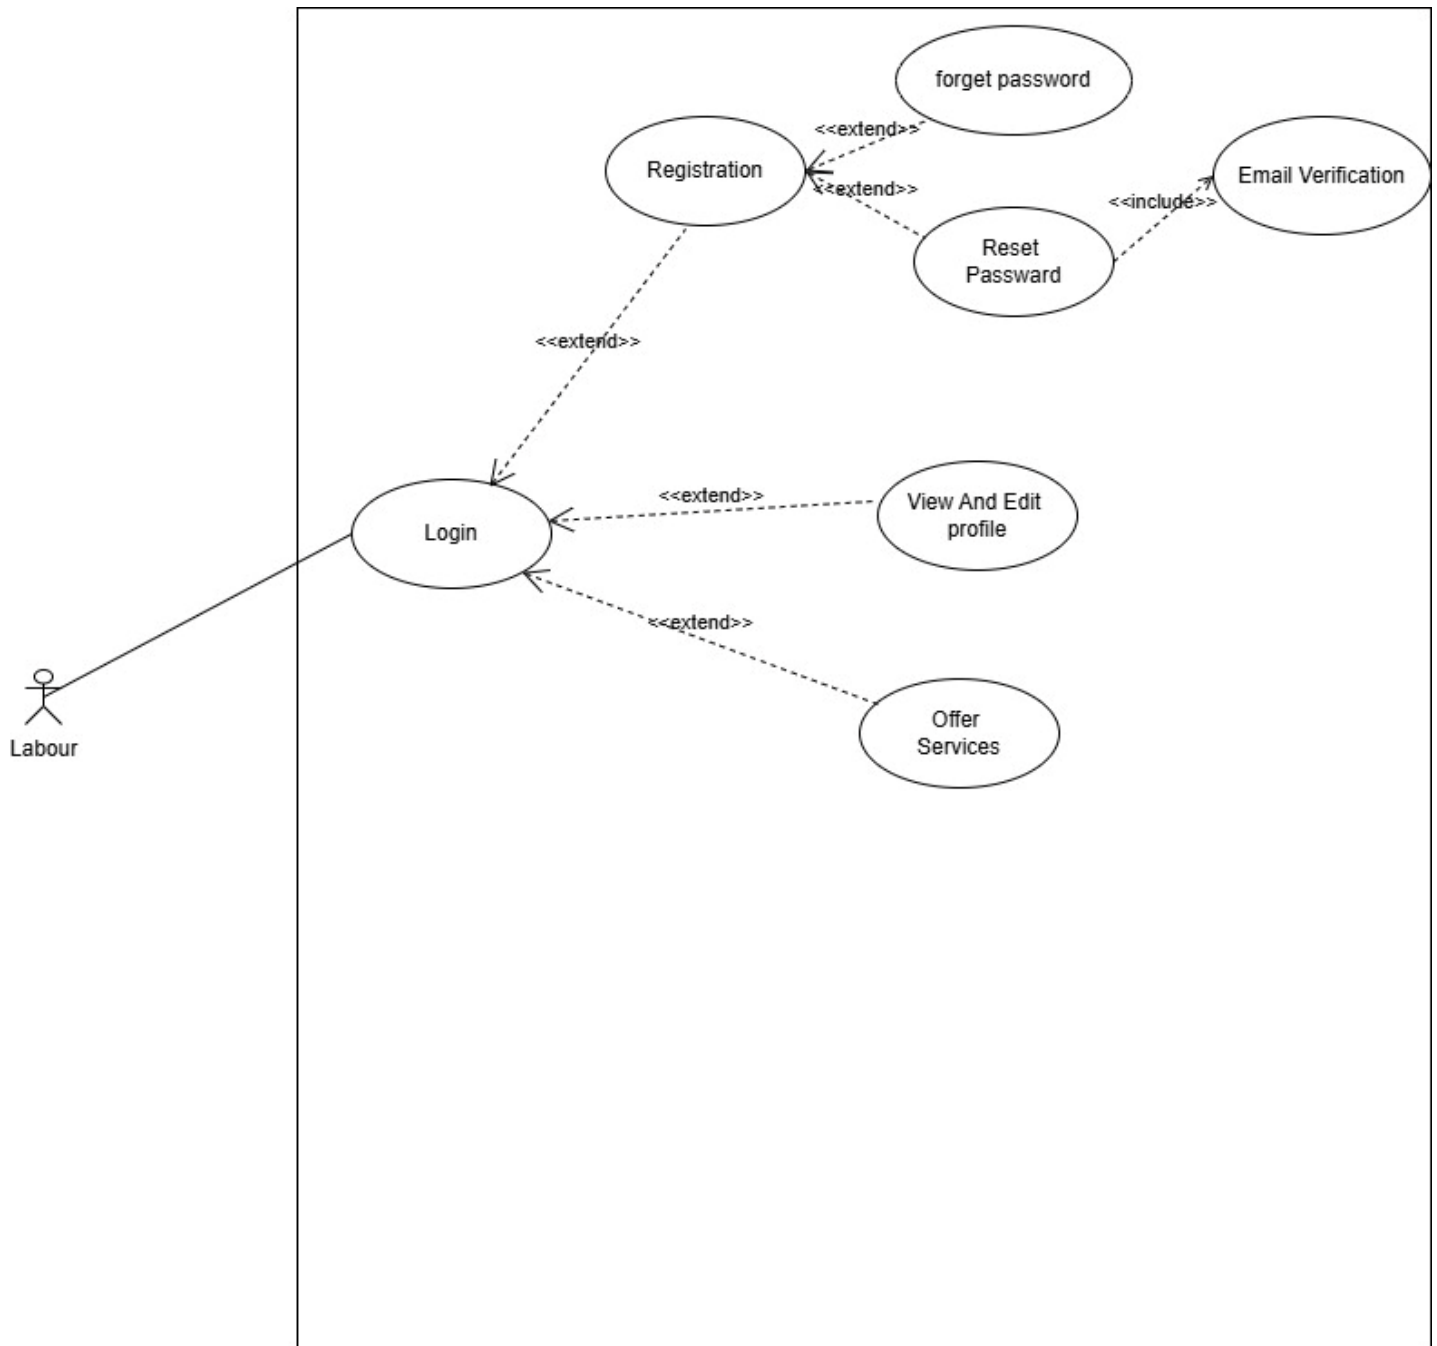 forget password
<<extend>>
Registration
Email Verification
<<extend>>
<<include>>
Reset
Passward
<<extend>>
<<extend>>
View And Edit
profile
Login
<<extend>>
Offer
Services
Labour